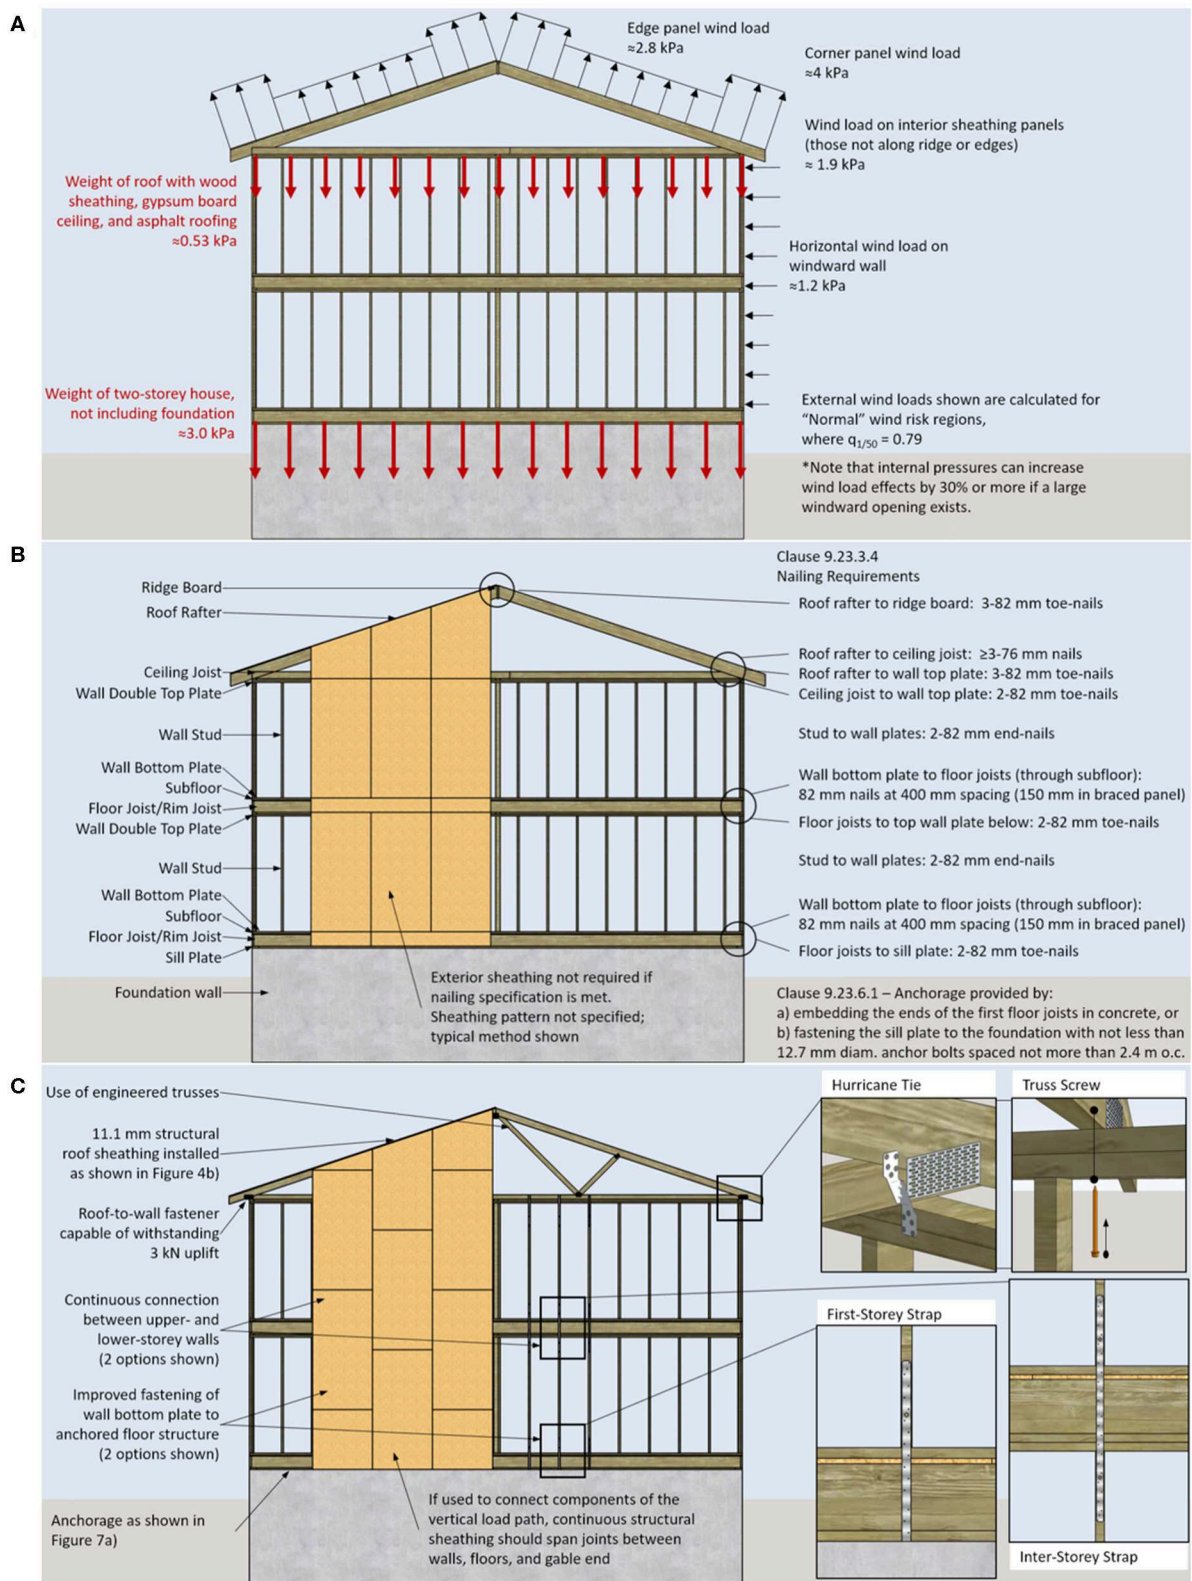 A
Edge panel wind load
≈2.8 kPa
Corner panel wind load
≈4 kPa
Wind load on interior sheathing panels
(those not along ridge or edges)
≈ 1.9 kPa
Weight of roof with wood
sheathing, gypsum board
ceiling, and asphalt roofing
≈0.53 kPa
Horizontal wind load on
windward wall
≈1.2 kPa
Weight of two-storey house,
not including foundation
≈3.0 kPa
External wind loads shown are calculated for
“Normal” wind risk regions,
where q1/50 = 0.79
*Note that internal pressures can increase
wind load effects by 30% or more if a large
windward opening exists.
B
Ridge Board
Roof Rafter
Ceiling Joist
Wall Double Top Plate
Wall Stud
Wall Bottom Plate
Subfloor
Floor Joist/Rim Joist
Wall Double Top Plate
Wall Stud
Wall Bottom Plate
Subfloor
Floor Joist/Rim Joist
Sill Plate
Foundation wall
Exterior sheathing not required if
nailing specification is met.
Sheathing pattern not specified;
typical method shown
Clause 9.23.3.4
Nailing Requirements
Roof rafter to ridge board: 3-82 mm toe-nails
Roof rafter to ceiling joist: ≥3-76 mm nails
Roof rafter to wall top plate: 3-82 mm toe-nails
Ceiling joist to wall top plate: 2-82 mm toe-nails
Stud to wall plates: 2-82 mm end-nails
Wall bottom plate to floor joists (through subfloor):
82 mm nails at 400 mm spacing (150 mm in braced panel)
Floor joists to top wall plate below: 2-82 mm toe-nails
Stud to wall plates: 2-82 mm end-nails
Wall bottom plate to floor joists (through subfloor):
82 mm nails at 400 mm spacing (150 mm in braced panel)
Floor joists to sill plate: 2-82 mm toe-nails
Clause 9.23.6.1 – Anchorage provided by:
a) embedding the ends of the first floor joists in concrete, or
b) fastening the sill plate to the foundation with not less than
12.7 mm diam. anchor bolts spaced not more than 2.4 m o.c.
C
Use of engineered trusses
11.1 mm structural
roof sheathing installed
as shown in Figure 4b)
Roof-to-wall fastener
capable of withstanding
3 kN uplift
Continuous connection
between upper- and
lower-storey walls
(2 options shown)
Improved fastening of
wall bottom plate to
anchored floor structure
(2 options shown)
Anchorage as shown in
Figure 7a)
If used to connect components of the
vertical load path, continuous structural
sheathing should span joints between
walls, floors, and gable end
Hurricane Tie
Truss Screw
First-Storey Strap
Inter-Storey Strap